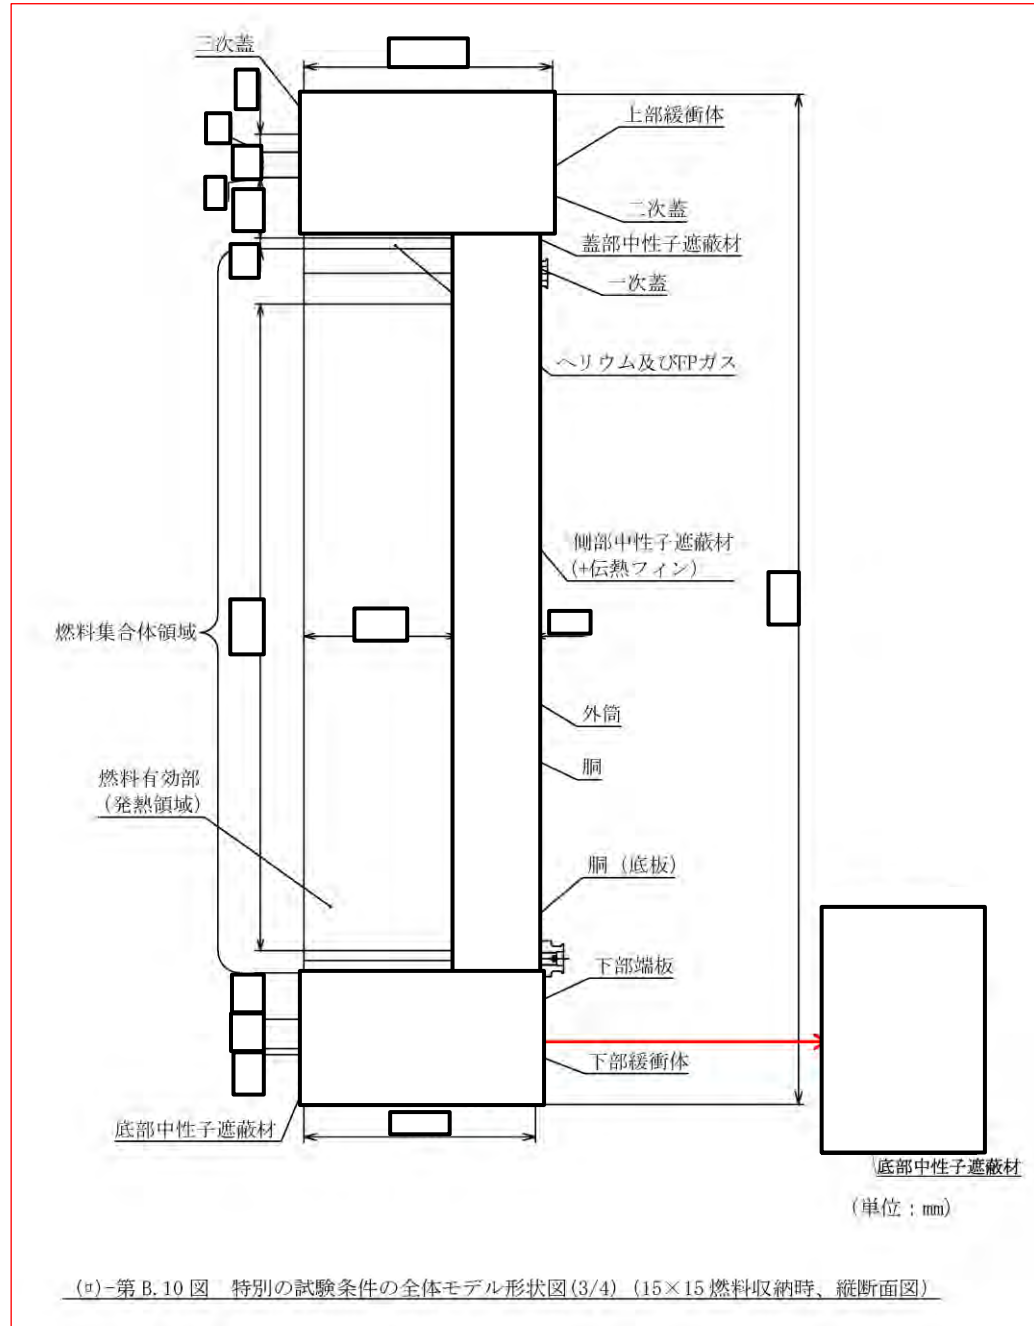 三次蓋
上部緩衝体
二次蓋
蓋部中性子遮蔽材
一次蓋
ヘリウム及びFPガス
側部中性子遮蔽材
(+伝熱フィン)
燃料集合体領域
外筒
胴
燃料有効部
(発熱領域)
胴(底板)
下部端板
下部緩衝体
底部中性子遮蔽材
底部中性子遮蔽材
(単位:mm)
(ロ)-第 B.10 図 特別の試験条件の全体モデル形状図(3/4) (15×15 燃料収納時、縦断面図)